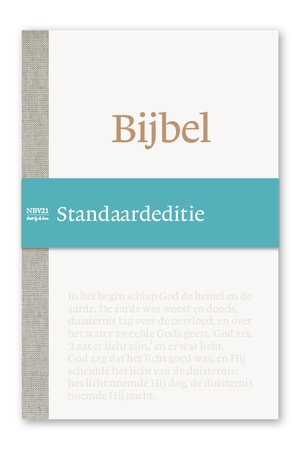 Bijbel
NBV21
Standaardeditie
In het begin schiep God de hemel en de
aarde. De aarde was woest en doods,
duisternis lag over de oervloed, en over
het water zweefde Gods geest. God zei:
‘Laat er licht zijn,’ en er was licht.
God zag dat het licht goed was, en Hij
scheidde het licht van de duisternis;
het licht noemde Hij dag, de duisternis
noemde Hij nacht.